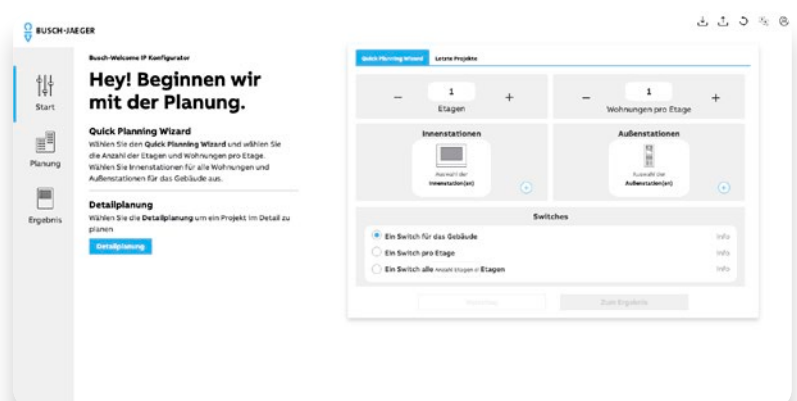 BUSCH-JAEGER
Start
Planung
Ergebnis
Busch-Welcome IP Konfigurator
Hey! Beginnen wir
mit der Planung.
Quick Planning Wizard
Wählen Sie den Quick Planning Wizard und wählen Sie
die Anzahl der Etagen und Wohnungen pro Etage.
Wählen Sie Innenstationen für alle Wohnungen und
Außenstationen für das Gebäude aus.
Detailplanung
Wählen Sie die Detailplanung um ein Projekt im Detail zu
planen
Detailplanung
Quick Planning Wizard Letzte Projekte
− 1 + − 1 +
Etagen Wohnungen pro Etage
Innenstationen Außenstationen
Auswahl der Auswahl der
Innenstation(en) Außenstation(en)
Switches
Ein Switch für das Gebäude Info
Ein Switch pro Etage Info
Ein Switch alle Anzahl Etagen Etagen Info
Zum Ergebnis